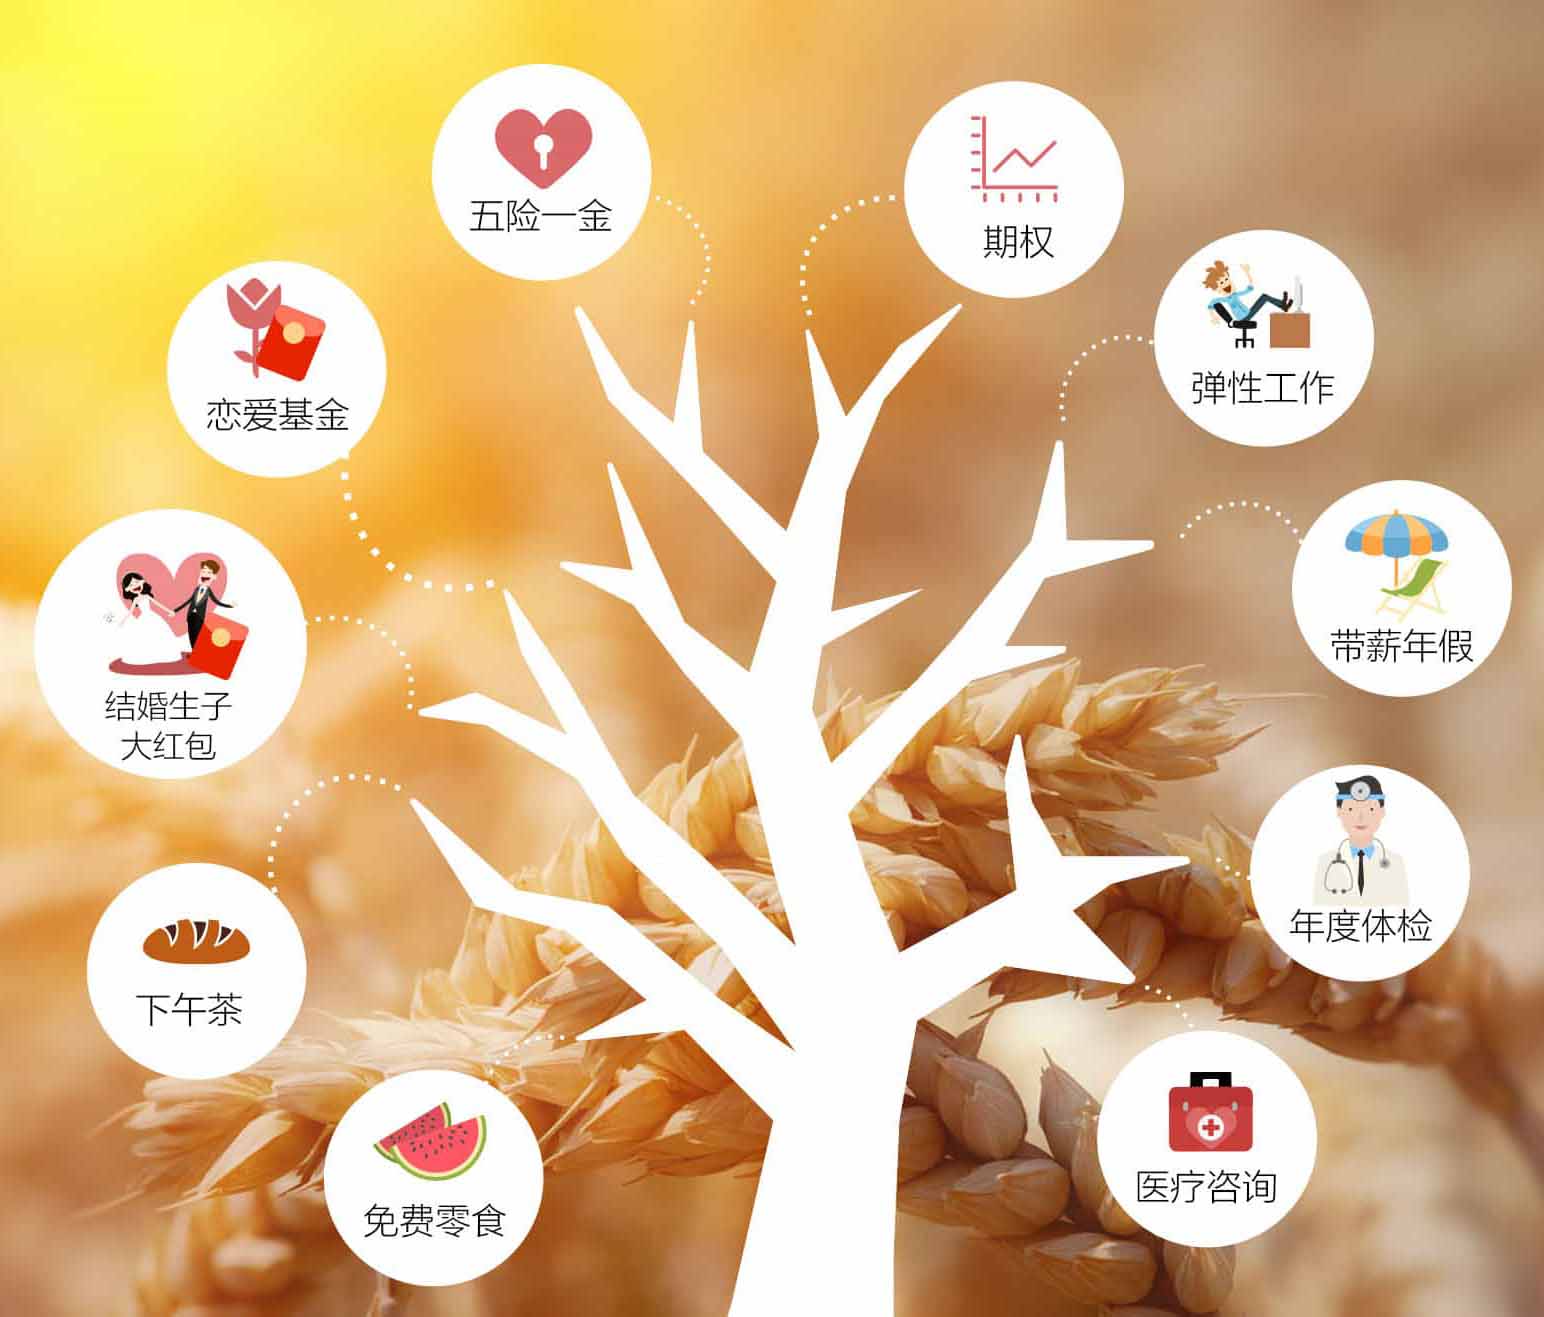 五险一金
期权
恋爱基金
弹性工作
结婚生子
大红包
带薪年假
下午茶
年度体检
免费零食
医疗咨询